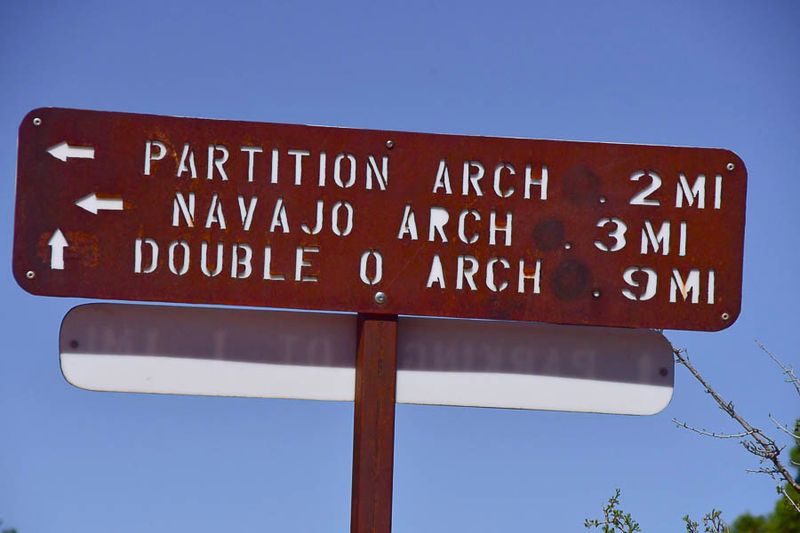 PARTITION ARCH .2 MI
NAVAJO ARCH .3 MI
DOUBLE O ARCH .9 MI